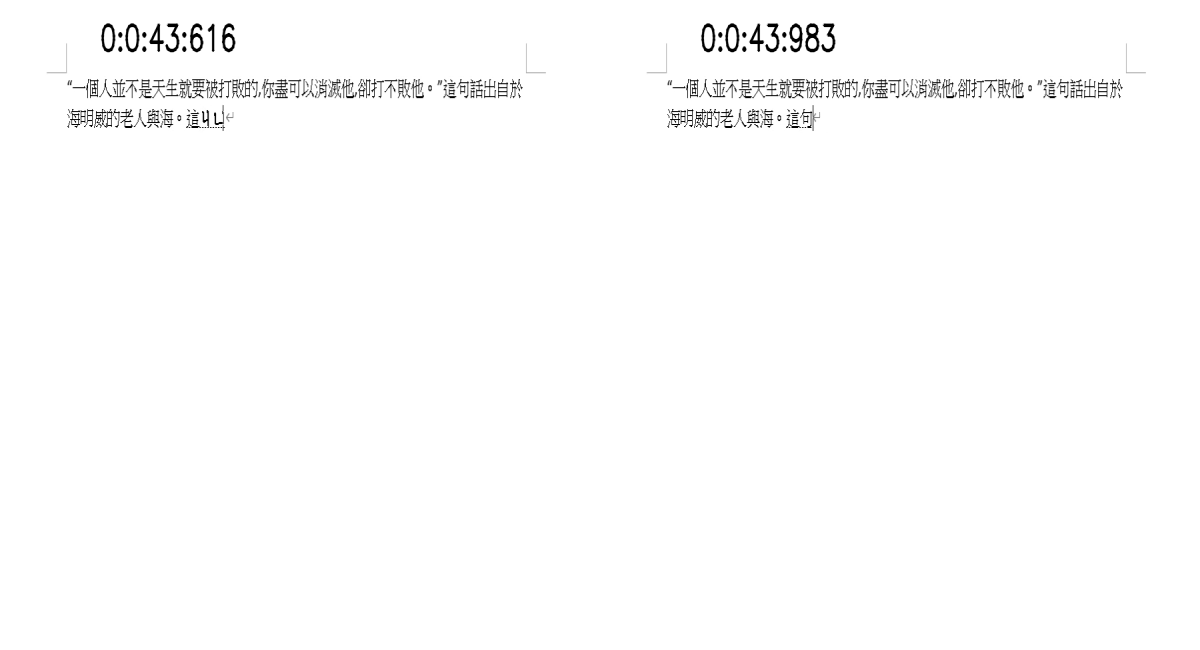 0:0:43:616
“一個人並不是天生就要被打敗的,你盡可以消滅他,卻打不敗他。”這句話出自於
海明威的老人與海。這ㄐㄩ
0:0:43:983
“一個人並不是天生就要被打敗的,你盡可以消滅他,卻打不敗他。”這句話出自於
海明威的老人與海。這句